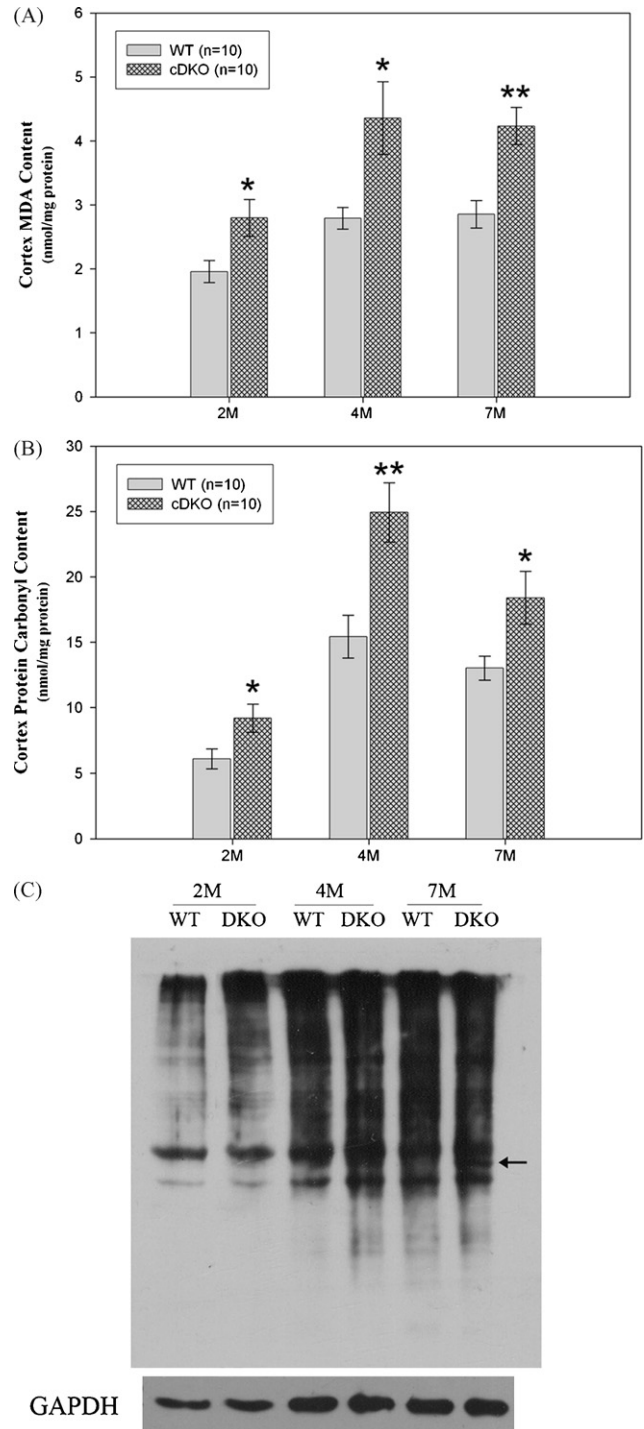 (A)
Cortex MDA Content
(nmol/mg protein)
6
5
4
3
2
1
0
WT (n=10)
cDKO (n=10)
*
*
**
2M 4M 7M
(B)
Cortex Protein Carbonyl Content
(nmol/mg protein)
30
25
20
15
10
5
0
WT (n=10)
cDKO (n=10)
*
**
*
2M 4M 7M
(C)
2M 4M 7M
WT DKO WT DKO WT DKO
GAPDH